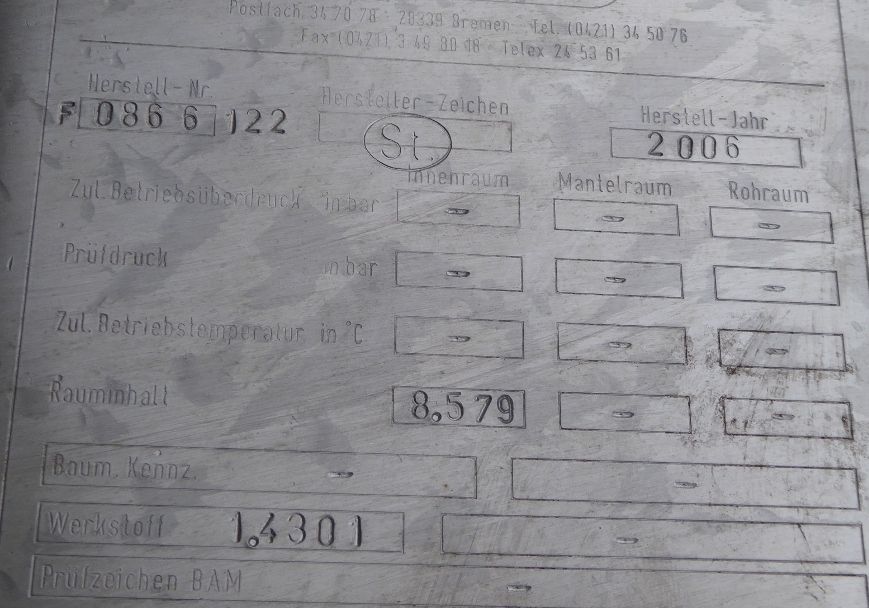 Postfach 34 70 78 · 28339 Bremen · Tel. (0421) 34 50 76
Fax (0421) 3 49 80 18 · Telex 24 53 61
Herstell-Nr. Hersteller-Zeichen Herstell-Jahr
F 086 6 122 St. 2006
Innenraum Mantelraum Rohraum
Zul. Betriebsüberdruck in bar - - -
Prüfdruck in bar - - -
Zul. Betriebstemperatur in °C - - -
Rauminhalt 8.579 - -
Baum. Kennz. - -
Werkstoff 1.4301 -
Prüfzeichen BAM -